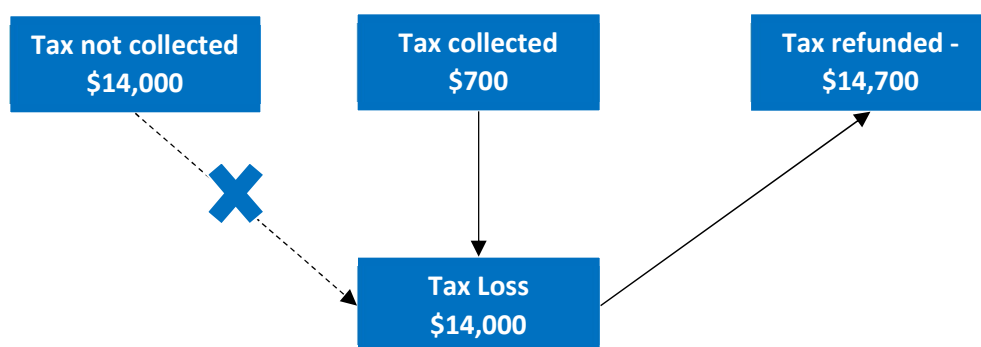 Tax not collected
$14,000
Tax collected
$700
Tax refunded -
$14,700
Tax Loss
$14,000